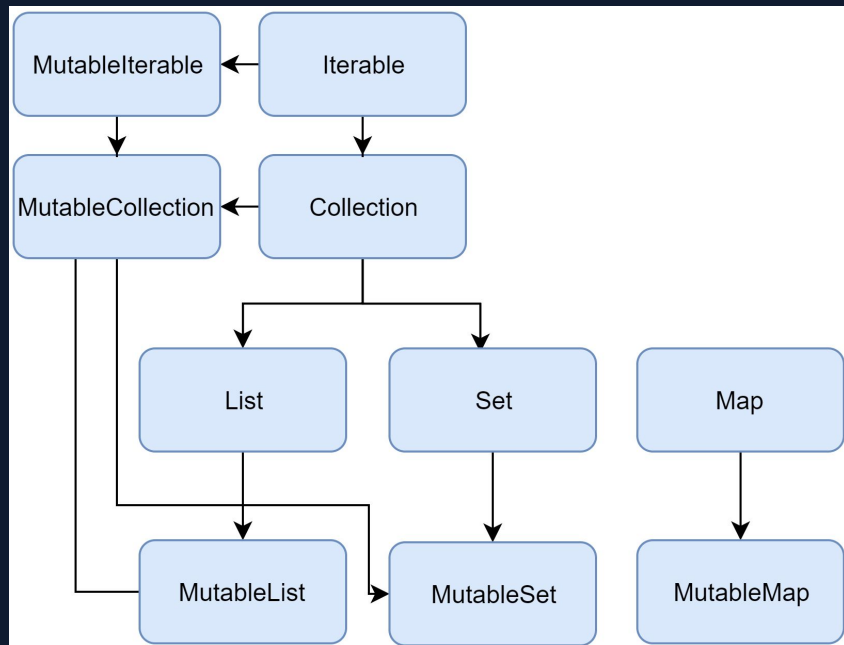 MutableIterable
Iterable
MutableCollection
Collection
List
Set
Map
MutableList
MutableSet
MutableMap